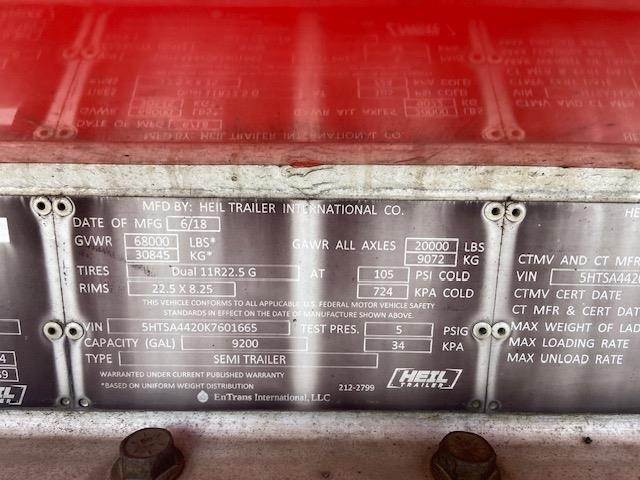 MFD BY: HEIL TRAILER INTERNATIONAL CO.
DATE OF MFG 6/18
GVWR 68000 LBS* GAWR ALL AXLES 20000 LBS
30845 KG* 9072 KG
TIRES Dual 11R22.5 G AT 105 PSI COLD
RIMS 22.5 X 8.25 724 KPA COLD
THIS VEHICLE CONFORMS TO ALL APPLICABLE U.S. FEDERAL MOTOR VEHICLE SAFETY
STANDARDS IN EFFECT ON THE DATE OF MANUFACTURE SHOWN ABOVE.
VIN 5HTSA4420K7601665 TEST PRES. 5 PSIG
CAPACITY (GAL) 9200 34 KPA
TYPE SEMI TRAILER
WARRANTED UNDER CURRENT PUBLISHED WARRANTY
*BASED ON UNIFORM WEIGHT DISTRIBUTION 212-2799
HEIL
TRAILER
EnTrans International, LLC
HE
CTMV AND CT MFR
VIN 5HTSA442
CTMV CERT DATE
CT MFR & CERT DAT
MAX WEIGHT OF LAD
MAX LOADING RATE
MAX UNLOAD RATE